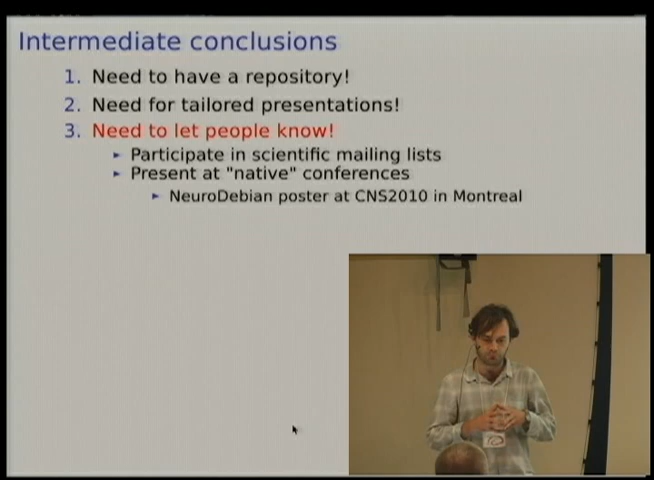 Intermediate conclusions
1. Need to have a repository!
2. Need for tailored presentations!
3. Need to let people know!
► Participate in scientific mailing lists
► Present at "native" conferences
► NeuroDebian poster at CNS2010 in Montreal